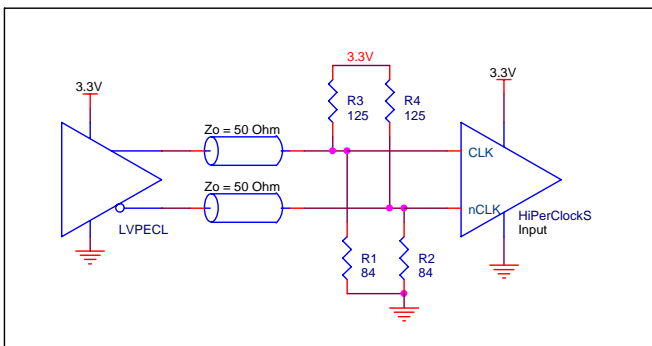 3.3V
3.3V
3.3V
R3
125
R4
125
Zo = 50 Ohm
CLK
Zo = 50 Ohm
nCLK
HiPerClockS
Input
LVPECL
R1
84
R2
84